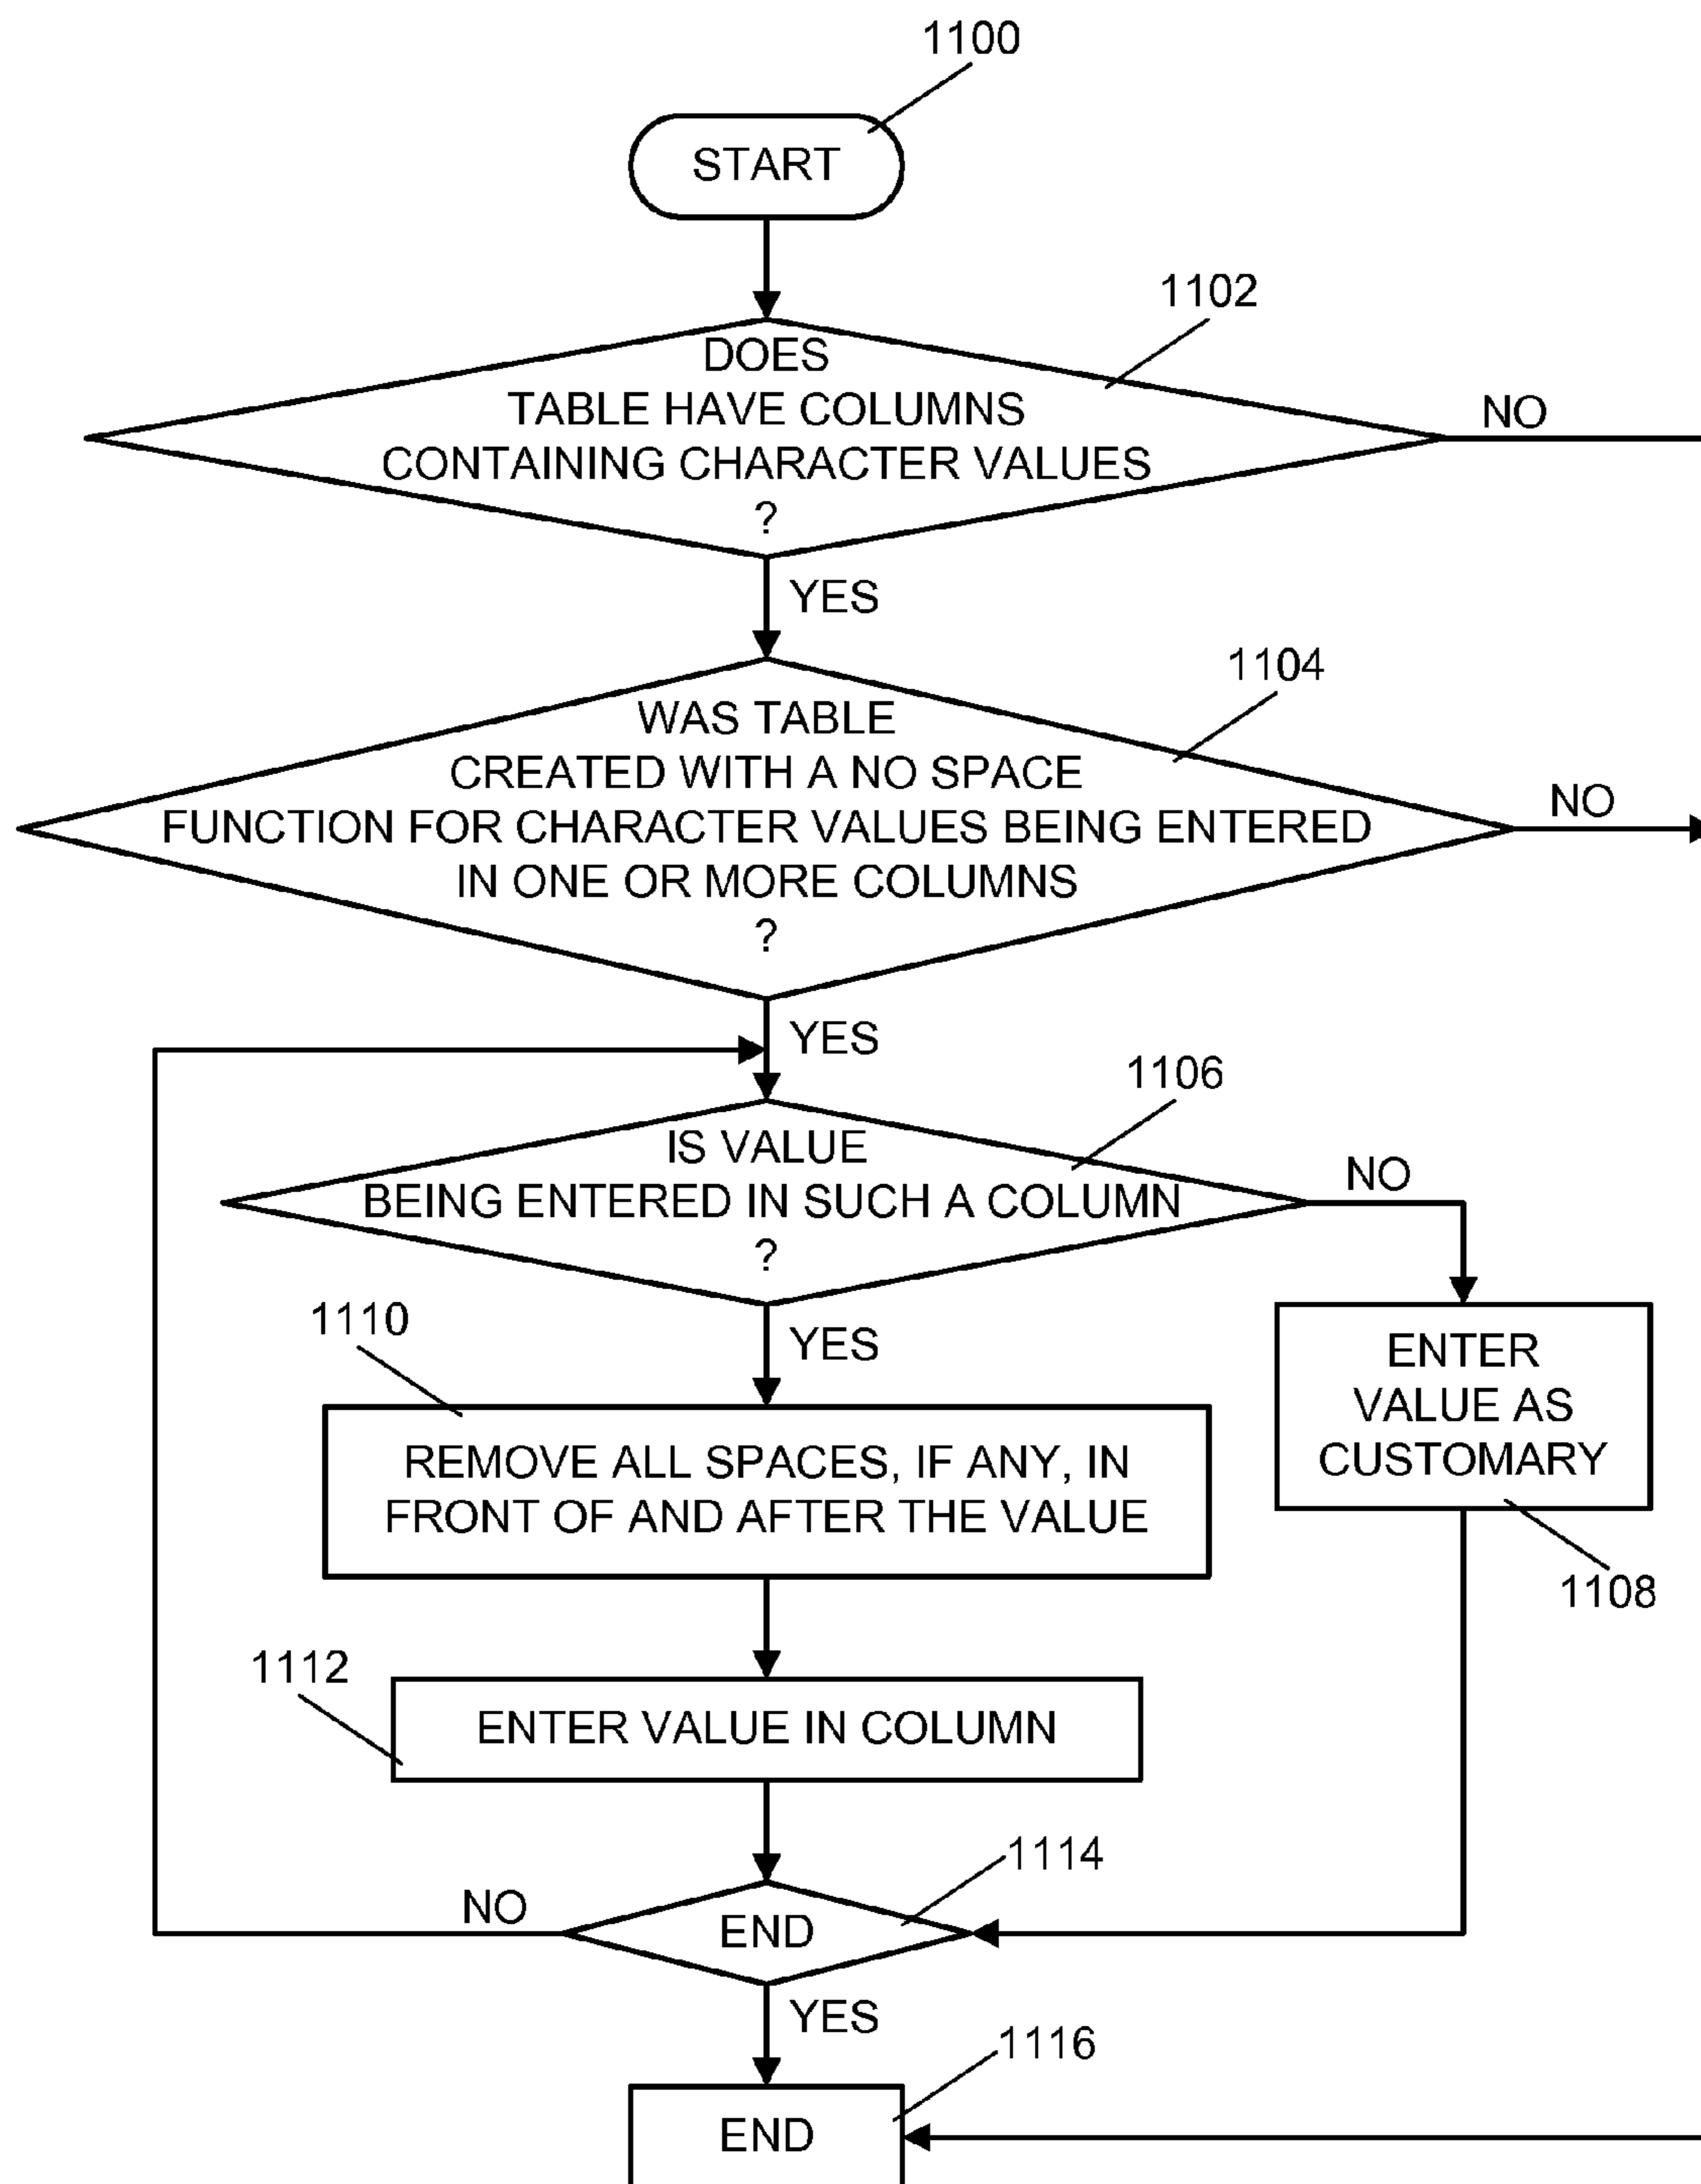 1100
START
1102
DOES
TABLE HAVE COLUMNS
CONTAINING CHARACTER VALUES
?
NO
YES
1104
WAS TABLE
CREATED WITH A NO SPACE
FUNCTION FOR CHARACTER VALUES BEING ENTERED
IN ONE OR MORE COLUMNS
?
NO
YES
1106
IS VALUE
BEING ENTERED IN SUCH A COLUMN
?
NO
YES
1110
REMOVE ALL SPACES, IF ANY, IN
FRONT OF AND AFTER THE VALUE
ENTER
VALUE AS
CUSTOMARY
1108
1112
ENTER VALUE IN COLUMN
1114
END
NO
YES
1116
END